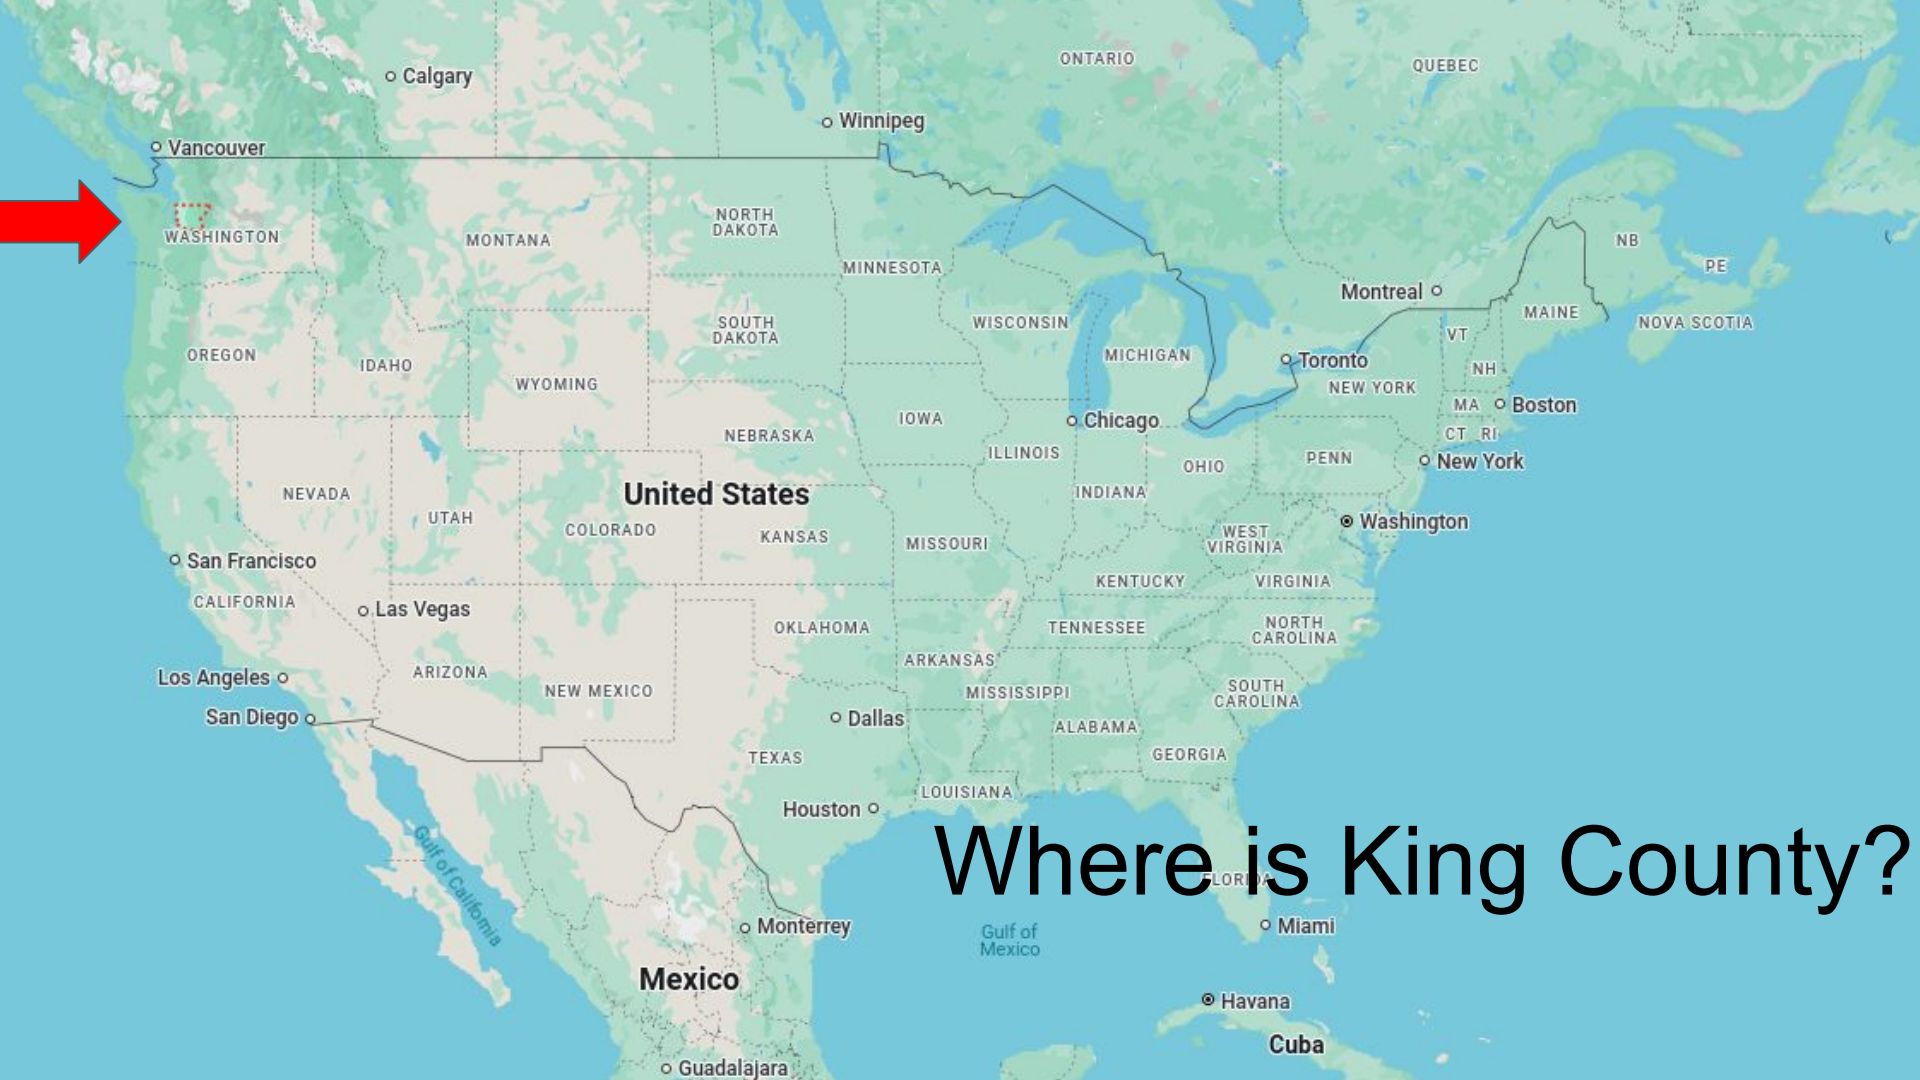 ONTARIO
QUEBEC
Calgary
Winnipeg
Vancouver
NORTH
DAKOTA
WASHINGTON
MONTANA
MINNESOTA
NB
PE
Montreal
MAINE
NOVA SCOTIA
SOUTH
DAKOTA
WISCONSIN
VT
OREGON
IDAHO
MICHIGAN
Toronto
NH
WYOMING
NEW YORK
MA
Boston
IOWA
Chicago
NEBRASKA
CT
RI
ILLINOIS
OHIO
PENN
New York
United States
NEVADA
INDIANA
UTAH
COLORADO
KANSAS
MISSOURI
WEST
VIRGINIA
Washington
San Francisco
KENTUCKY
VIRGINIA
CALIFORNIA
Las Vegas
OKLAHOMA
TENNESSEE
NORTH
CAROLINA
Los Angeles
ARIZONA
NEW MEXICO
ARKANSAS
MISSISSIPPI
SOUTH
CAROLINA
San Diego
Dallas
ALABAMA
TEXAS
GEORGIA
Houston
LOUISIANA
Gulf of California
Where is King County?
FLORIDA
Monterrey
Gulf of
Mexico
Miami
Mexico
Havana
Cuba
Guadalajara